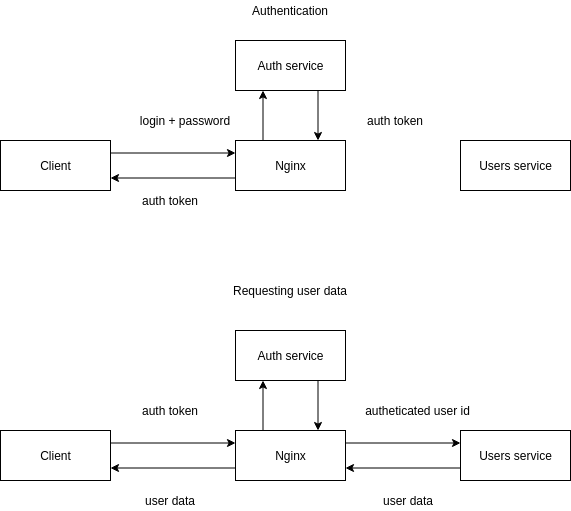 Authentication
Auth service
login + password
auth token
Client
Nginx
Users service
auth token
Requesting user data
Auth service
auth token
autheticated user id
Client
Nginx
Users service
user data
user data